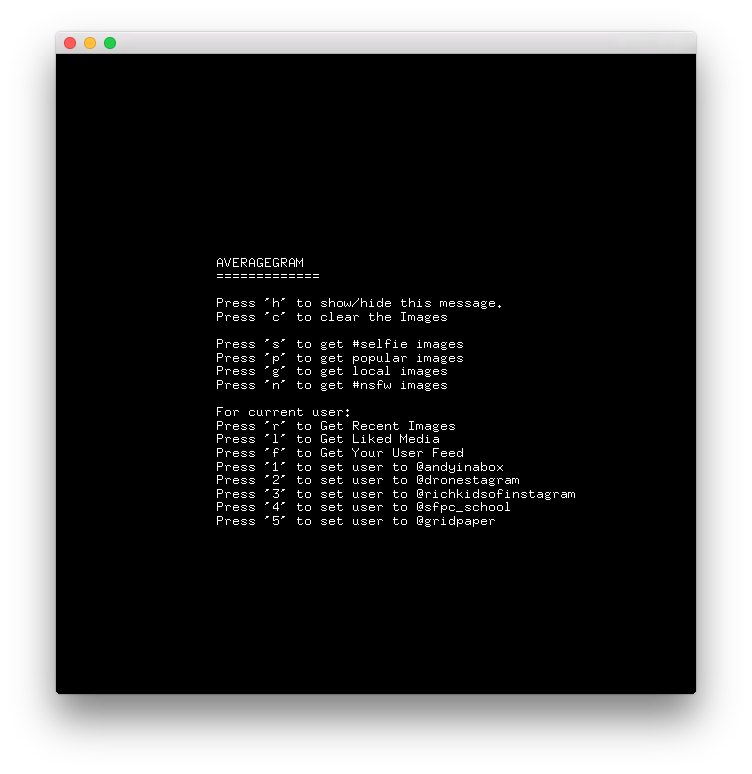 AVERAGEGRAM
=============
Press 'h' to show/hide this message.
Press 'c' to clear the Images
Press 's' to get #selfie images
Press 'p' to get popular images
Press 'g' to get local images
Press 'n' to get #nsfw images
For current user:
Press 'r' to Get Recent Images
Press 'l' to Get Liked Media
Press 'f' to Get Your User Feed
Press '1' to set user to @andyinabox
Press '2' to set user to @dronestagram
Press '3' to set user to @richkidsofinstagram
Press '4' to set user to @sfpc_school
Press '5' to set user to @gridpaper